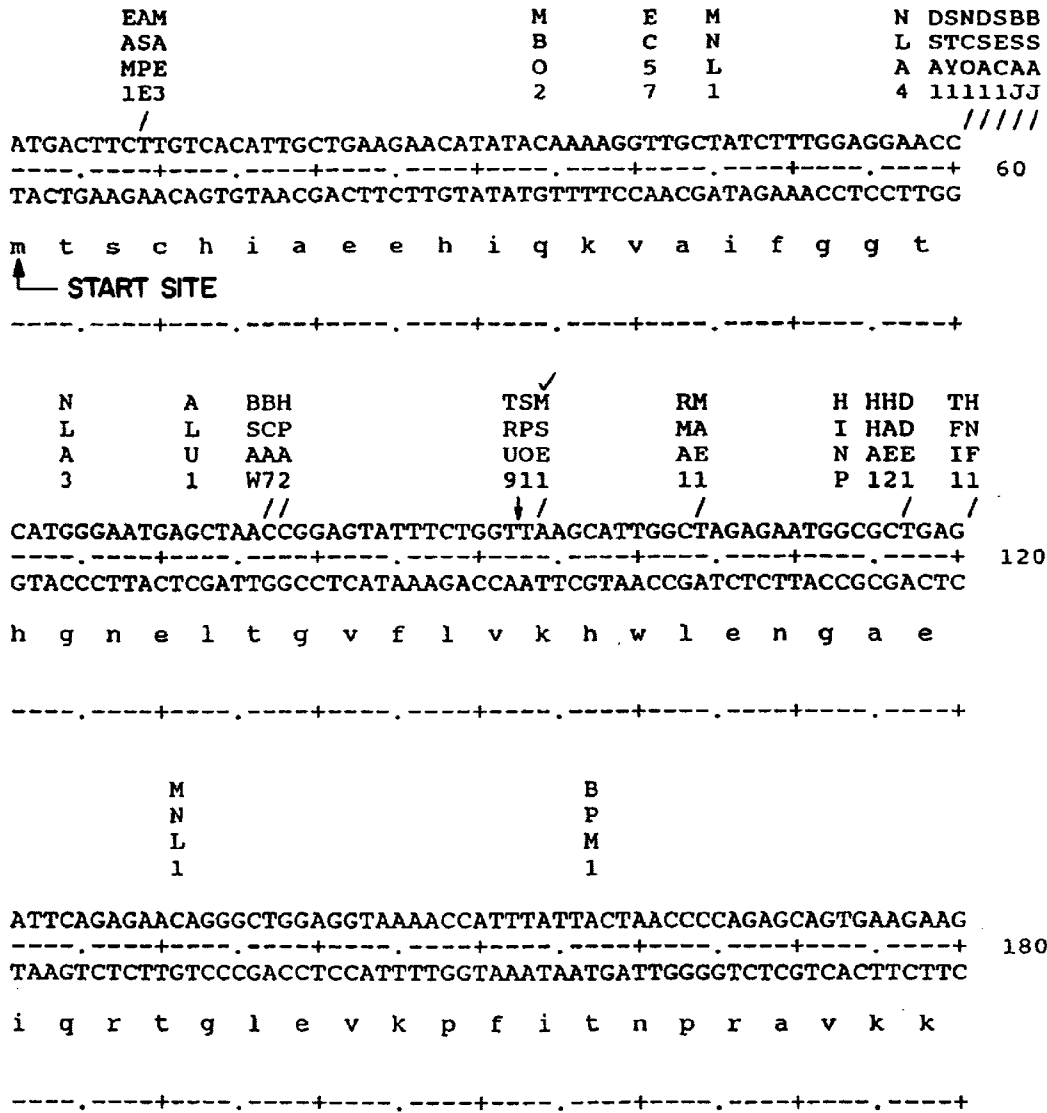 EAM M E M N DSNDSBB
ASA B C N L STCSESS
MPE O 5 L A AYOACAA
1E3 2 7 1 4 11111JJ
/ /////
ATGACTTCTTGTCACATTGCTGAAGAACATATACAAAAGGTTGCTATCTTTGGAGGAACC
----.----+----.----+----.----+----.----+----.----+----.----+ 60
TACTGAAGAACAGTGTAACGACTTCTTGTATATGTTTTCCAACGATAGAAACCTCCTTGG
m t s c h i a e e h i q k v a i f g g t
START SITE
----.----+----.----+----.----+----.----+----.----+----.----+
N A BBH TSM RM H HHD TH
L L SCP RPS MA I HAD FN
A U AAA UOE AE N AEE IF
3 1 W72 911 11 P 121 11
// / / / /
CATGGGAATGAGCTAACCGGAGTATTTCTGGTTAAGCATTGGCTAGAGAATGGCGCTGAG
----.----+----.----+----.----+----.----+----.----+----.----+ 120
GTACCCTTACTCGATTGGCCTCATAAAGACCAATTCGTAACCGATCTCTTACCGCGACTC
h g n e l t g v f l v k h w l e n g a e
----.----+----.----+----.----+----.----+----.----+----.----+
M B
N P
L M
1 1
ATTCAGAGAACAGGGCTGGAGGTAAAACCATTTATTACTAACCCCAGAGCAGTGAAGAAG
----.----+----.----+----.----+----.----+----.----+----.----+ 180
TAAGTCTCTTGTCCCGACCTCCATTTTGGTAAATAATGATTGGGGTCTCGTCACTTCTTC
i q r t g l e v k p f i t n p r a v k k
----.----+----.----+----.----+----.----+----.----+----.----+